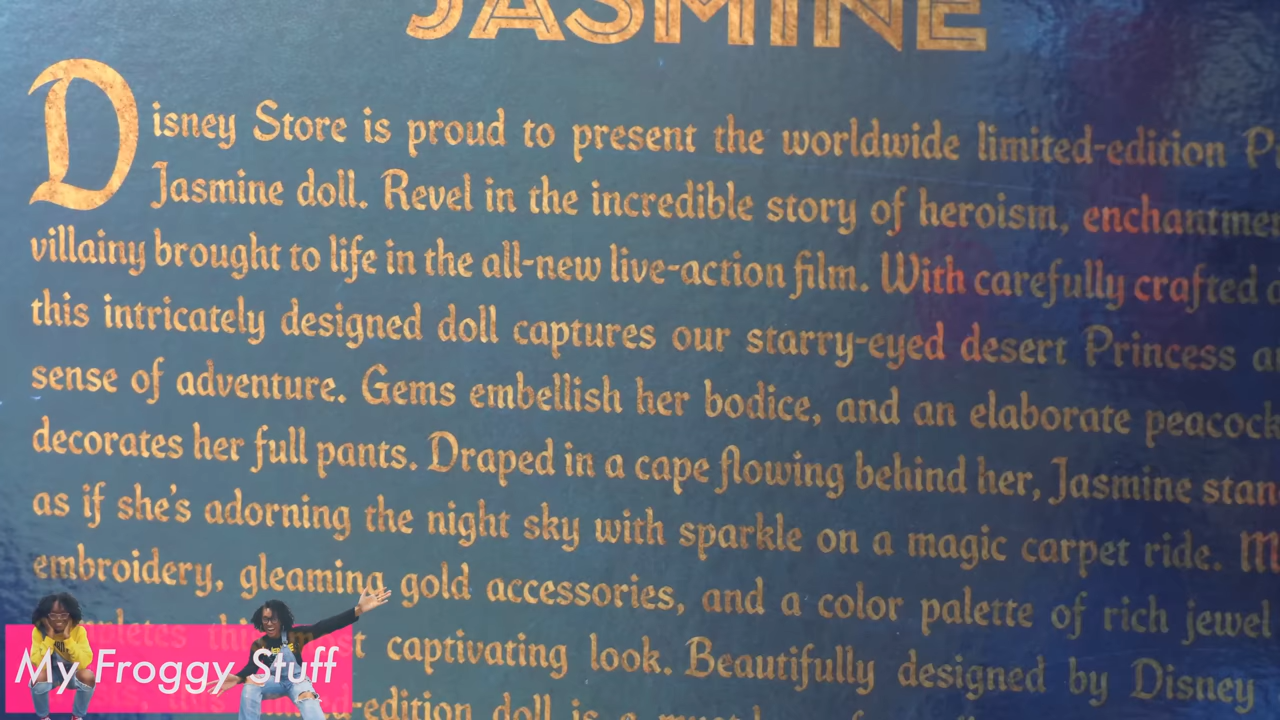 JASMINE
Disney Store is proud to present the worldwide limited-edition
Jasmine doll. Revel in the incredible story of heroism,
villainy brought to life in the all-new live-action film. With carefully crafted
this intricately designed doll captures our starry-eyed desert Princess
sense of adventure. Gems embellish her bodice, and an elaborate peacock
decorates her full pants. Draped in a cape flowing behind her, Jasmine
as if she's adorning the night sky with sparkle on a magic carpet ride.
embroidery, gleaming gold accessories, and a color palette of rich jewel
captivating look. Beautifully designed by Disney
doll is a
My Froggy Stuff